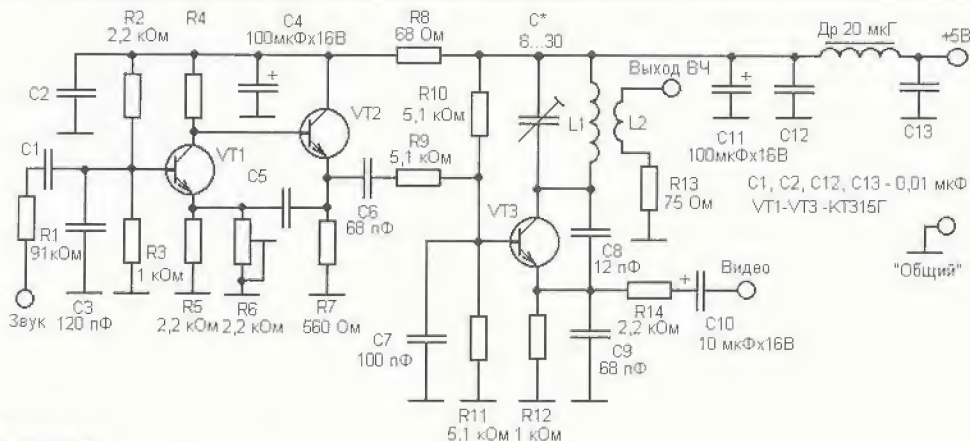 R2
2,2 кОм
R4
C4
100мкФх16В
R8
68 Ом
C*
6...30
Др 20 мкГ
+5В
Выход ВЧ
C2
R10
5,1 кОм
VT2
L1
L2
C11
100мкФх16В
C12
C13
C1
VT1
R9
5,1 кОм
C5
C6
68 пФ
VT3
R13
75 Ом
C1, C2, C12, C13 - 0,01 мкФ
VT1-VT3 -КТ315Г
R1
91кОм
R3
1 кОм
C8
12 пФ
Видео
"Общий"
Звук
C3
120 пФ
R5
2,2 кОм
R6
2,2 кОм
R7
560 Ом
C7
100 пФ
R14
2,2 кОм
C10
10 мкФх16В
C9
68 пФ
R11
5,1 кОм
R12
1 кОм